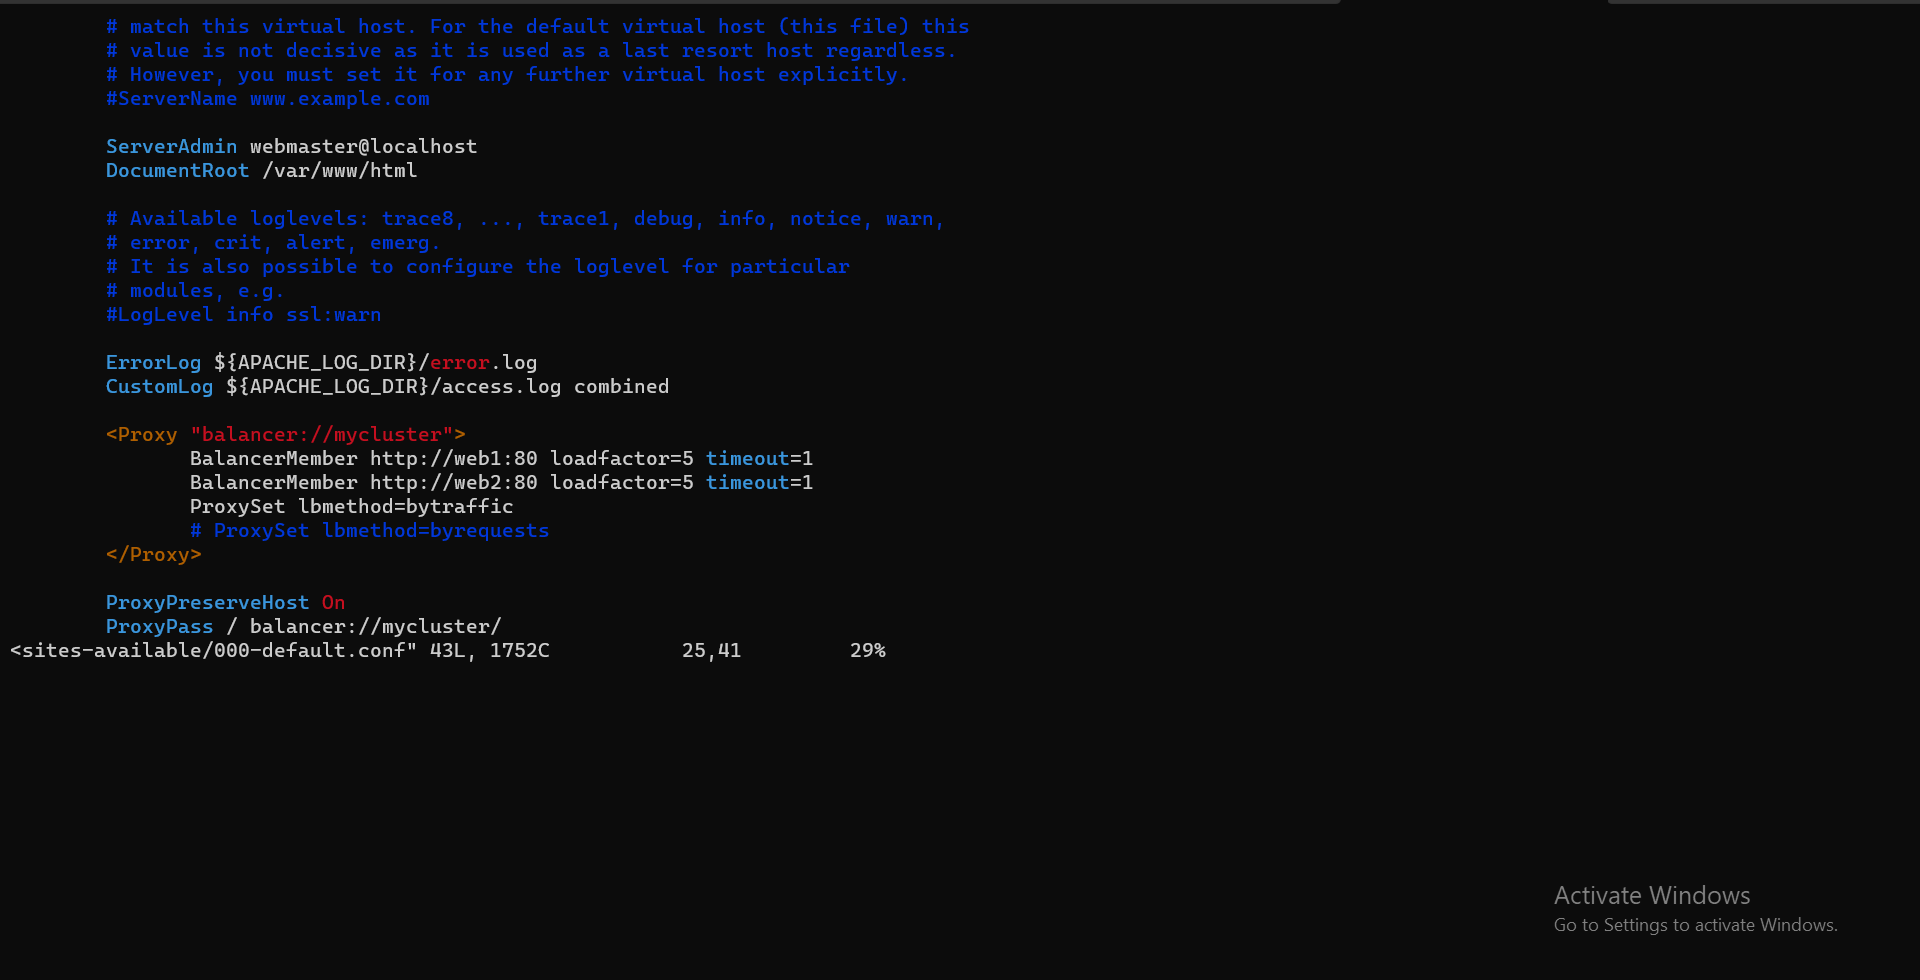 # match this virtual host. For the default virtual host (this file) this
# value is not decisive as it is used as a last resort host regardless.
# However, you must set it for any further virtual host explicitly.
#ServerName www.example.com
ServerAdmin webmaster@localhost
DocumentRoot /var/www/html
# Available loglevels: trace8, ..., trace1, debug, info, notice, warn,
# error, crit, alert, emerg.
# It is also possible to configure the loglevel for particular
# modules, e.g.
#LogLevel info ssl:warn
ErrorLog ${APACHE_LOG_DIR}/error.log
CustomLog ${APACHE_LOG_DIR}/access.log combined
<Proxy "balancer://mycluster">
BalancerMember http://web1:80 loadfactor=5 timeout=1
BalancerMember http://web2:80 loadfactor=5 timeout=1
ProxySet lbmethod=bytraffic
# ProxySet lbmethod=byrequests
</Proxy>
ProxyPreserveHost On
ProxyPass / balancer://mycluster/
<sites-available/000-default.conf" 43L, 1752C 25,41 29%
Activate Windows
Go to Settings to activate Windows.